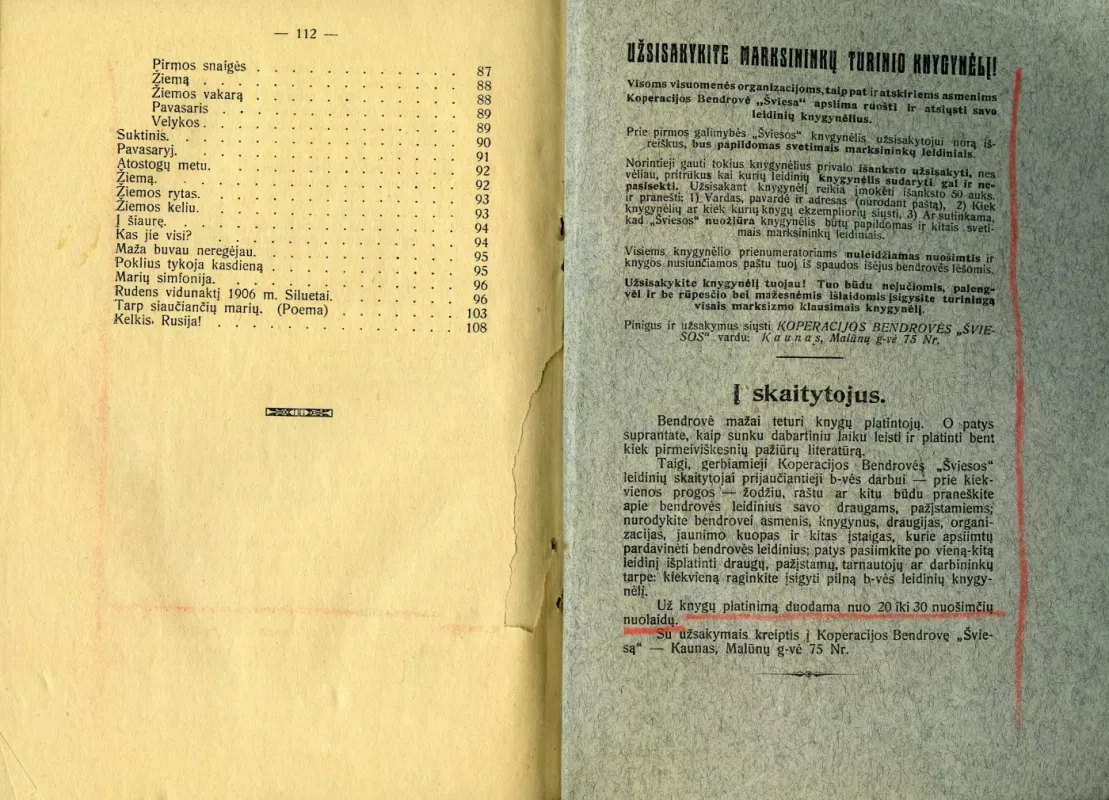 — 112 —
Pirmos snaigės . . . . . . . . . . . . 87
Žiemą . . . . . . . . . . . . 88
Žiemos vakarą . . . . . . . . . . . . 88
Pavasaris . . . . . . . . . . . . 89
Velykos . . . . . . . . . . . . 89
Suktinis. . . . . . . . . . . . . 90
Pavasaryj. . . . . . . . . . . . . 91
Atostogų metu. . . . . . . . . . . . . 92
Žiemą. . . . . . . . . . . . . 92
Žiemos rytas. . . . . . . . . . . . . 93
Žiemos keliu. . . . . . . . . . . . . 93
Į šiaurę. . . . . . . . . . . . . 94
Kas jie visi? . . . . . . . . . . . . 94
Maža buvau neregėjau. . . . . . . . . . . . . 95
Poklius tykoja kasdieną . . . . . . . . . . . . 95
Marių simfonija. . . . . . . . . . . . . 96
Rudens vidunaktį 1906 m. Siluetai. . . . . . . . . . 96
Tarp siaučiančių marių. (Poema) . . . . . . . . . 103
Kelkis, Rusija! . . . . . . . . . . . . 108
UŽSISAKYKITE MARKSININKŲ TURINIO KNYGYNĖLĮ!
Visoms visuomenės organizacijoms, taip pat ir atskiriems asmenims
Koperacijos Bendrovė „Šviesa“ apsiima ruošti ir atsiųsti savo
leidinių knygynėlius.
Prie pirmos galimybės „Šviesos“ knygynėlis užsisakytojui norą iš-
reiškus, bus papildomas svetimais marksininkų leidiniais.
Norintieji gauti tokius knygynėlius privalo išanksto užsisakyti, nes
vėliau, pritrūkus kai kurių leidinių knygynėlis sudaryti gal ir ne-
pasisekti. Užsisakant knygynėlį reikia įmokėti išanksto 50 auks.
ir pranešti: 1) Vardas, pavardė ir adresas (nurodant paštą), 2) Kiek
knygynėlių ar kiek kurių knygų ekzempliorių siųsti, 3) Ar sutinkama,
kad „Šviesos“ nuožiūra knygynėlis būtų papildomas ir kitais sveti-
mais marksininkų leidimais.
Visiems knygynėlio prienumeratoriams nuleidžiamas nuošimtis ir
knygos nusiunčiamos paštu tuoj iš spaudos išėjus bendrovės lėšomis.
Užsisakykite knygynėlį tuojau! Tuo būdu nejučiomis, paleng-
vėl ir be rūpesčio bei mažesnėmis išlaidomis įsigysite turiningą
visais marksizmo klausimais knygynėlį.
Pinigus ir užsakymus siųsti KOPERACIJOS BENDROVĖS „ŠVIE-
SOS“ vardu: Kaunas, Malūnų g-vė 75 Nr.
Į skaitytojus.
Bendrovė mažai teturi knygų platintojų. O patys
suprantate, kaip sunku dabartiniu laiku leisti ir platinti bent
kiek pirmeiviškesnių pažiūrų literatūrą.
Taigi, gerbiamieji Koperacijos Bendrovės „Šviesos“
leidinių skaitytojai prijaučiantieji b-vės darbui — prie kiek-
vienos progos — žodžiu, raštu ar kitu būdu praneškite
apie bendrovės leidinius savo draugams, pažįstamiems;
nurodykite bendrovei asmenis, knygynus, draugijas, organi-
zacijas, jaunimo kuopas ir kitas įstaigas, kurie apsiimtų
pardavinėti bendrovės leidinius; patys pasiimkite po vieną-kitą
leidinį išplatinti draugų, pažįstamų, tarnautojų ar darbininkų
tarpe: kiekvieną raginkite įsigyti pilną b-vės leidinių knygy-
nėlį.
Už knygų platinimą duodama nuo 20 iki 30 nuošimčių
nuolaidų.
Su užsakymais kreiptis į Koperacijos Bendrovę „Švie-
są“ — Kaunas, Malūnų g-vė 75 Nr.